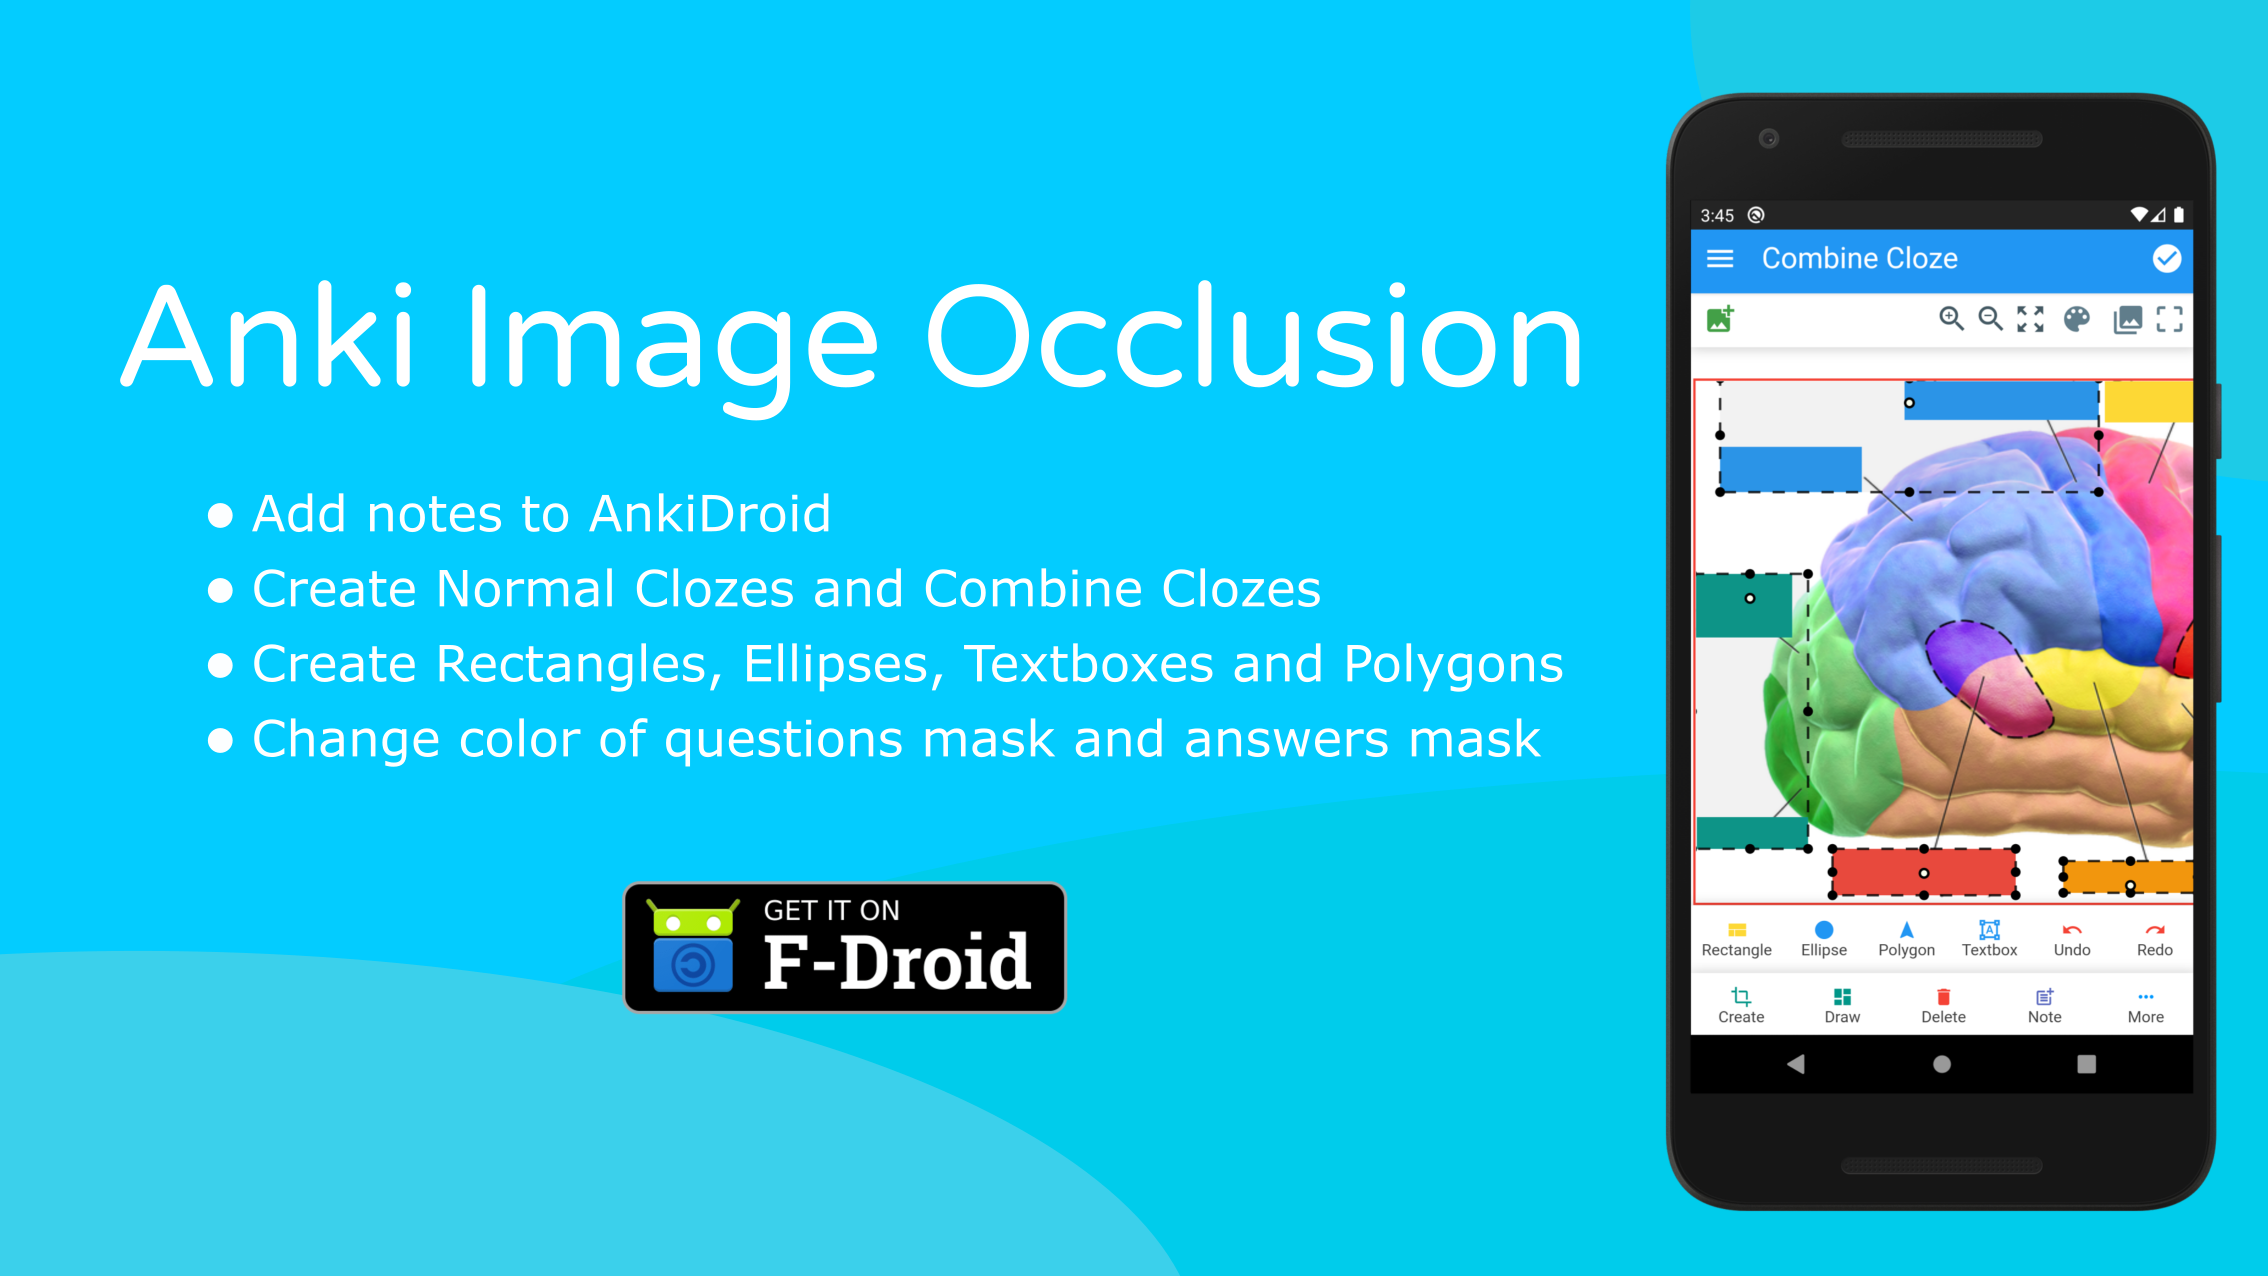 Anki Image Occlusion
● Add notes to AnkiDroid
● Create Normal Clozes and Combine Clozes
● Create Rectangles, Ellipses, Textboxes and Polygons
● Change color of questions mask and answers mask
GET IT ON
F-Droid
3:45
Combine Cloze
Rectangle Ellipse Polygon Textbox Undo Redo
Create Draw Delete Note More